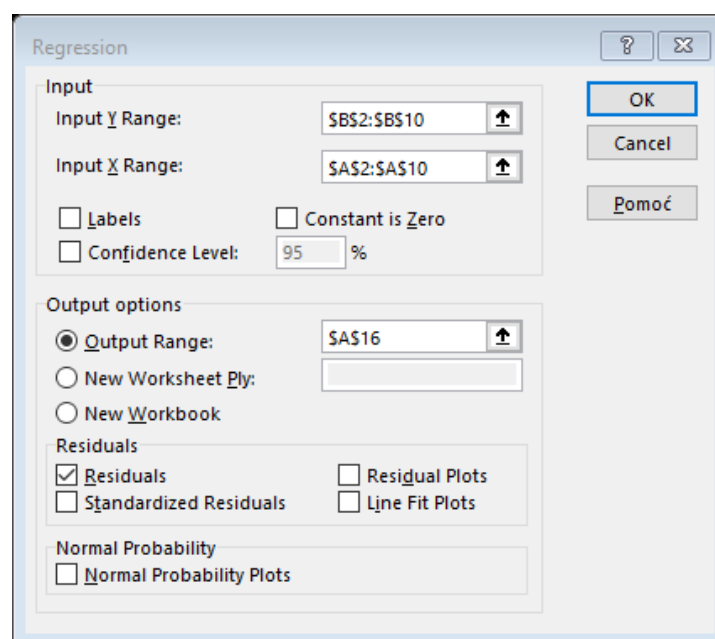 Regression
Input
Input Y Range: $B$2:$B$10
Input X Range: $A$2:$A$10
Labels Constant is Zero
Confidence Level: 95 %
OK
Cancel
Pomoć
Output options
Output Range: $A$16
New Worksheet Ply:
New Workbook
Residuals
Residuals Residual Plots
Standardized Residuals Line Fit Plots
Normal Probability
Normal Probability Plots